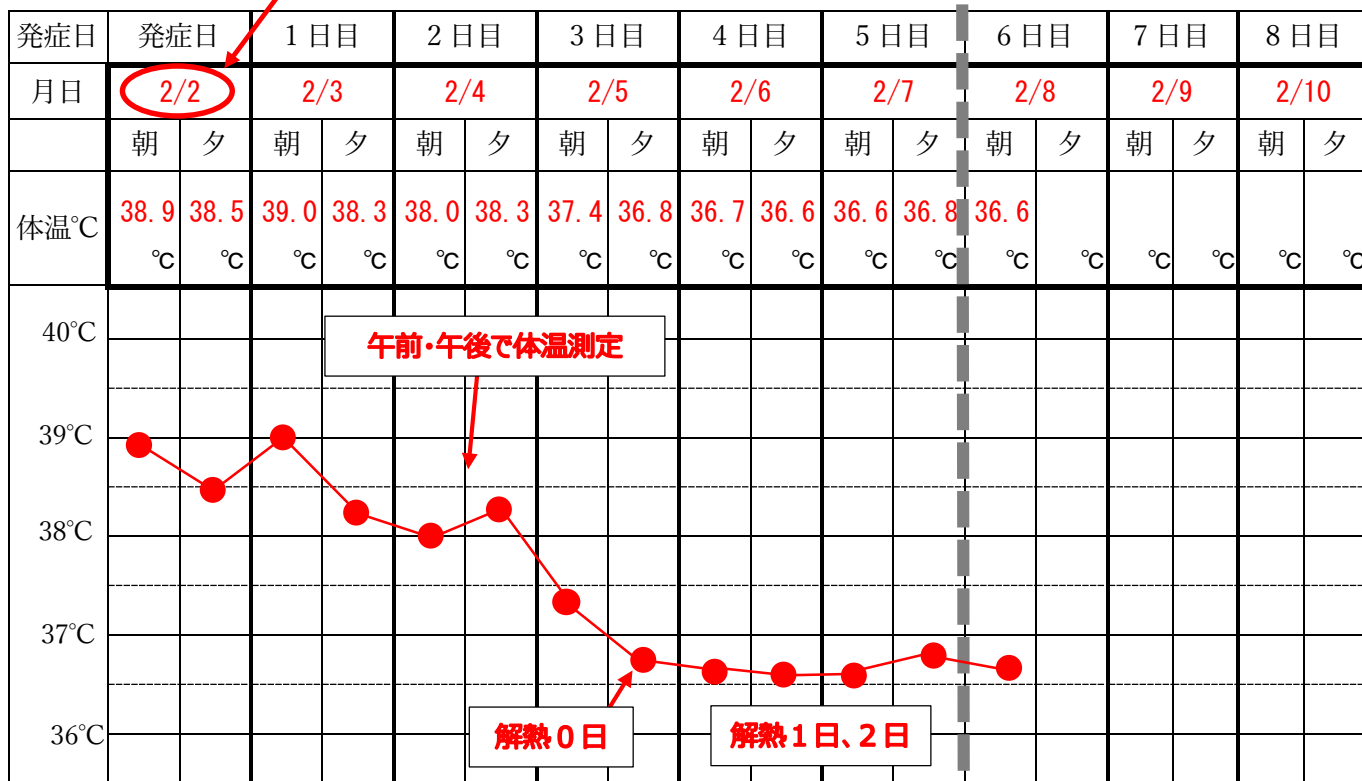 発症日 発症日 1日目 2日目 3日目 4日目 5日目 6日目 7日目 8日目
月日 2/2 2/3 2/4 2/5 2/6 2/7 2/8 2/9 2/10
朝 夕 朝 夕 朝 夕 朝 夕 朝 夕 朝 夕 朝 夕 朝 夕 朝 夕
体温℃ 38.9 38.5 39.0 38.3 38.0 38.3 37.4 36.8 36.7 36.6 36.6 36.8 36.6
℃ ℃ ℃ ℃ ℃ ℃ ℃ ℃ ℃ ℃ ℃ ℃ ℃ ℃ ℃ ℃ ℃ ℃
40℃
午前・午後で体温測定
39℃
38℃
37℃
解熱0日 解熱1日、2日
36℃